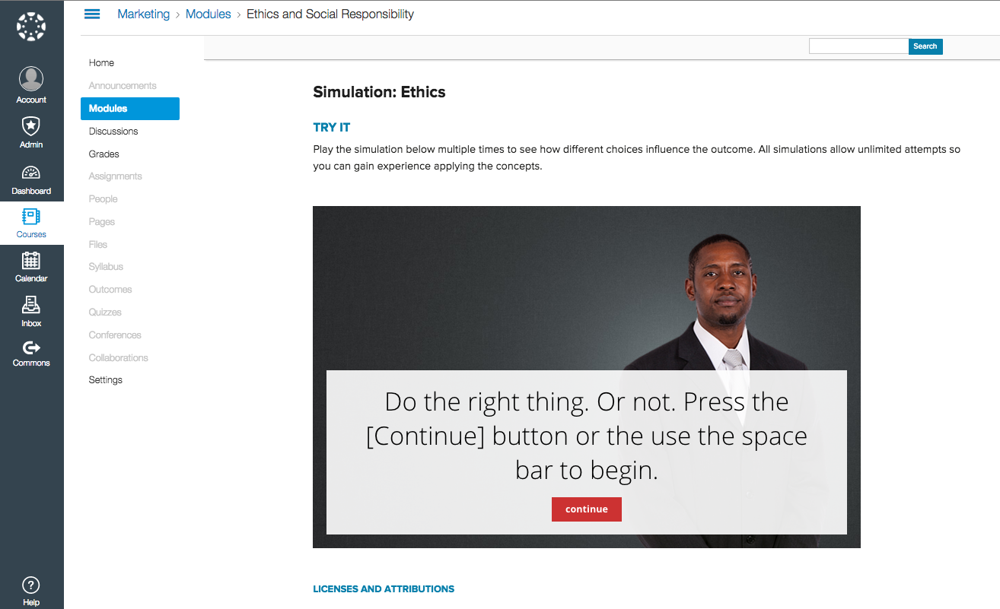 Marketing › Modules › Ethics and Social Responsibility
Account
Admin
Dashboard
Courses
Calendar
Inbox
Commons
Help
Home
Announcements
Modules
Discussions
Grades
Assignments
People
Pages
Files
Syllabus
Outcomes
Quizzes
Conferences
Collaborations
Settings
Search
Simulation: Ethics
TRY IT
Play the simulation below multiple times to see how different choices influence the outcome. All simulations allow unlimited attempts so
you can gain experience applying the concepts.
Do the right thing. Or not. Press the
[Continue] button or the use the space
bar to begin.
continue
LICENSES AND ATTRIBUTIONS